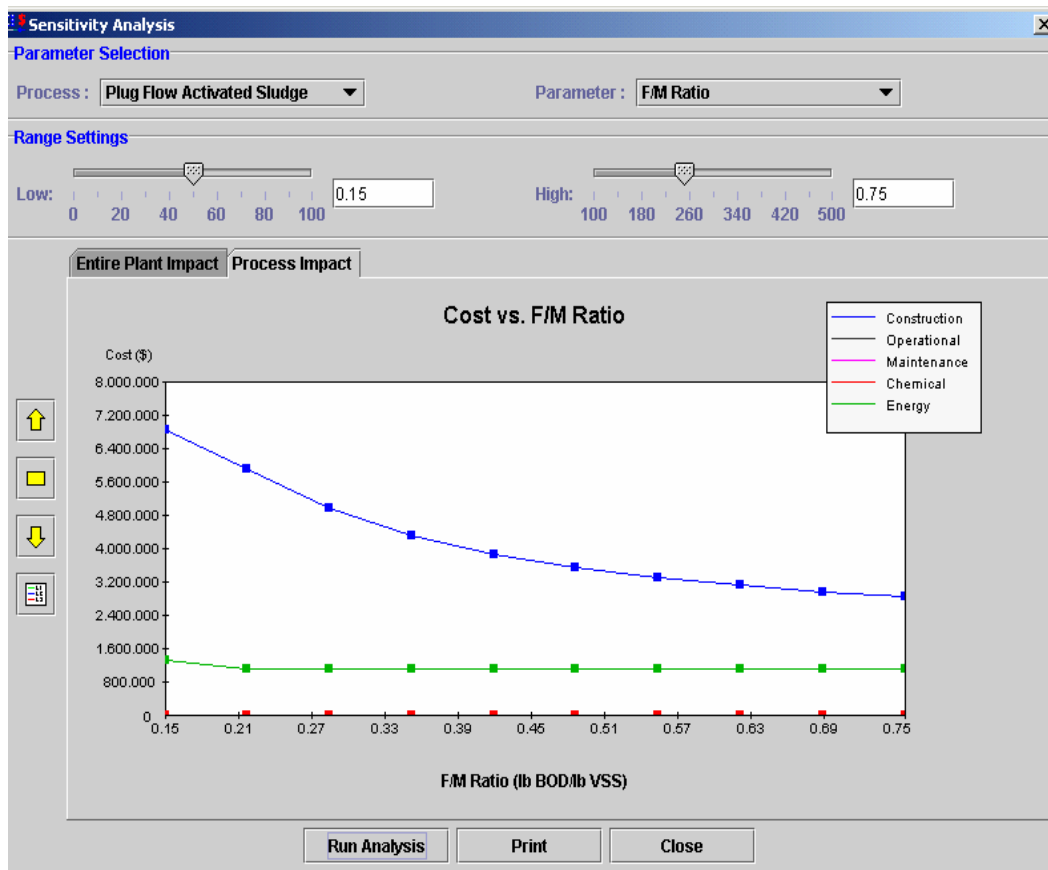 Sensitivity Analysis
Parameter Selection
Process : Plug Flow Activated Sludge Parameter : F/M Ratio
Range Settings
Low: 0.15 High: 0.75
0 20 40 60 80 100 100 180 260 340 420 500
Entire Plant Impact Process Impact
Cost vs. F/M Ratio
Construction
Operational
Maintenance
Chemical
Energy
Cost ($)
8.000.000
7.200.000
6.400.000
5.600.000
4.800.000
4.000.000
3.200.000
2.400.000
1.600.000
800.000
0
0.15 0.21 0.27 0.33 0.39 0.45 0.51 0.57 0.63 0.69 0.75
F/M Ratio (lb BOD/lb VSS)
Run Analysis Print Close